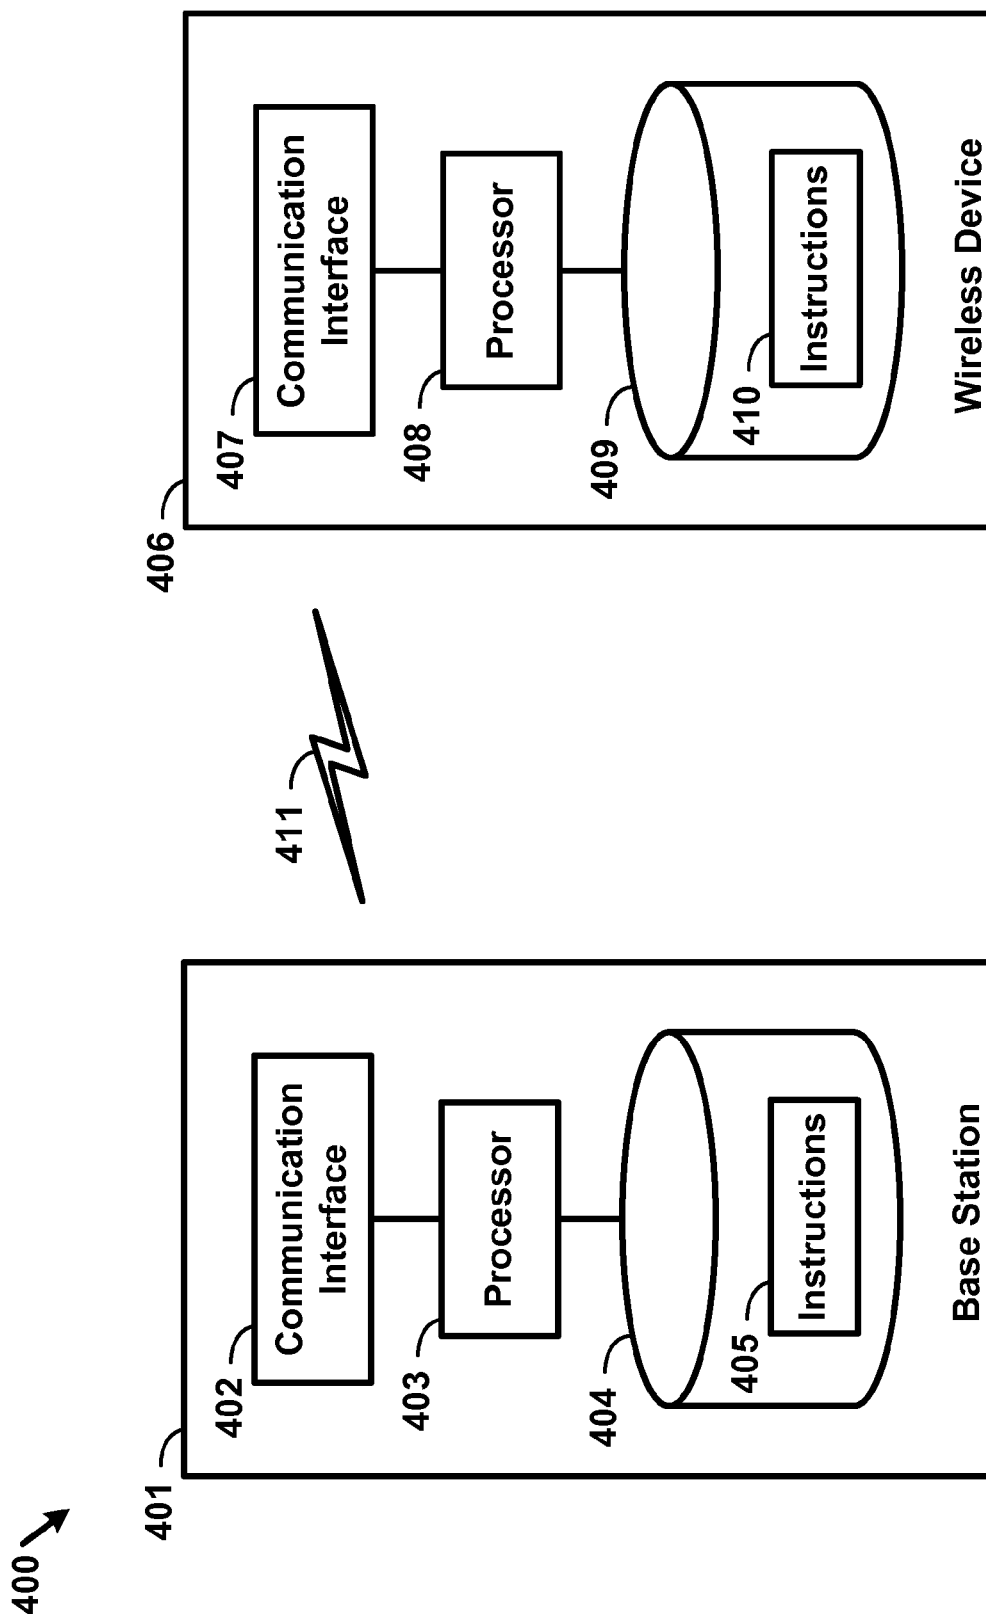 400
401
402
Communication
Interface
403
Processor
404
405
Instructions
Base Station
411
406
407
Communication
Interface
408
Processor
409
410
Instructions
Wireless Device